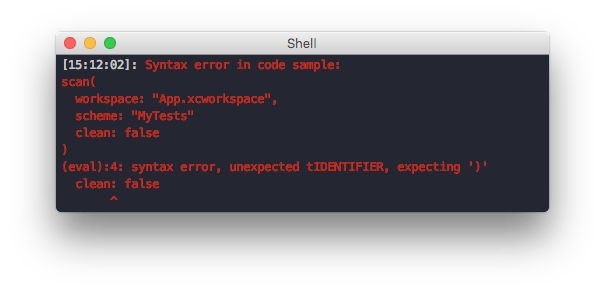 Shell
[15:12:02]: Syntax error in code sample:
scan(
  workspace: "App.xcworkspace",
  scheme: "MyTests"
  clean: false
)
(eval):4: syntax error, unexpected tIDENTIFIER, expecting ')'
  clean: false
       ^